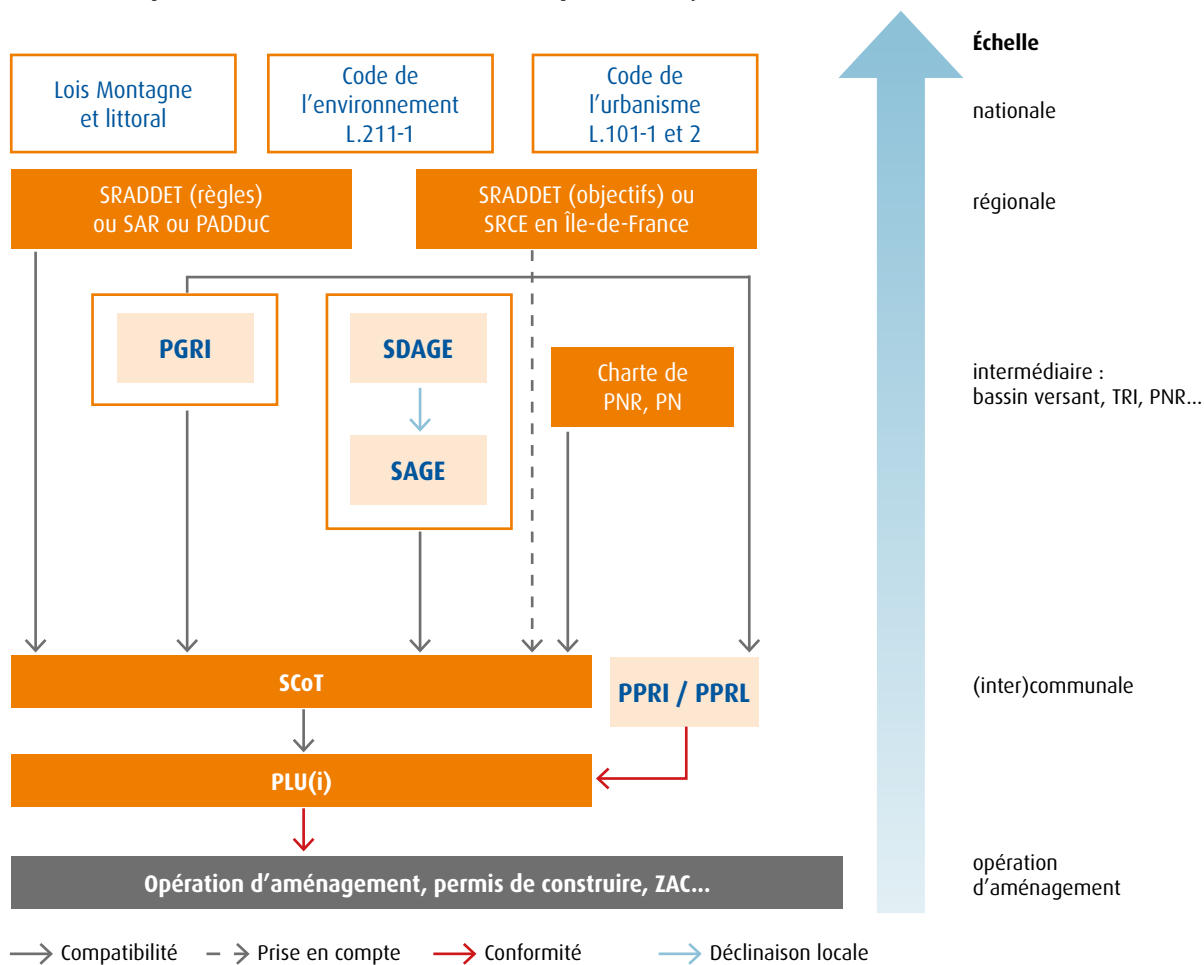 Échelle
Lois Montagne
et littoral
Code de
l’environnement
L.211-1
Code de
l’urbanisme
L.101-1 et 2
nationale
SRADDET (règles)
ou SAR ou PADDuC
SRADDET (objectifs) ou
SRCE en Île-de-France
régionale
PGRI
SDAGE
SAGE
Charte de
PNR, PN
intermédiaire :
bassin versant, TRI, PNR...
SCoT
PPRI / PPRL
(inter)communale
PLU(i)
Opération d’aménagement, permis de construire, ZAC...
opération
d’aménagement
Compatibilité
Prise en compte
Conformité
Déclinaison locale